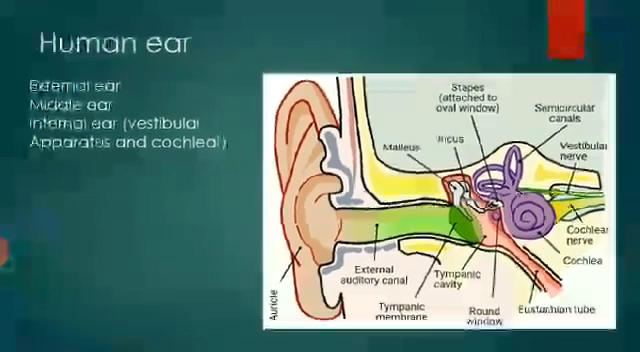 Human ear
External ear
Middle ear
Internal ear (vestibular
Apparatus and cochleal)
Stapes
(attached to
oval window)
Semicircular
canals
Malleus
Incus
Vestibular
nerve
Cochlear
nerve
Cochlea
External
auditory canal
Tympanic
cavity
Tympanic
membrane
Round
window
Eustachian tube
Auricle